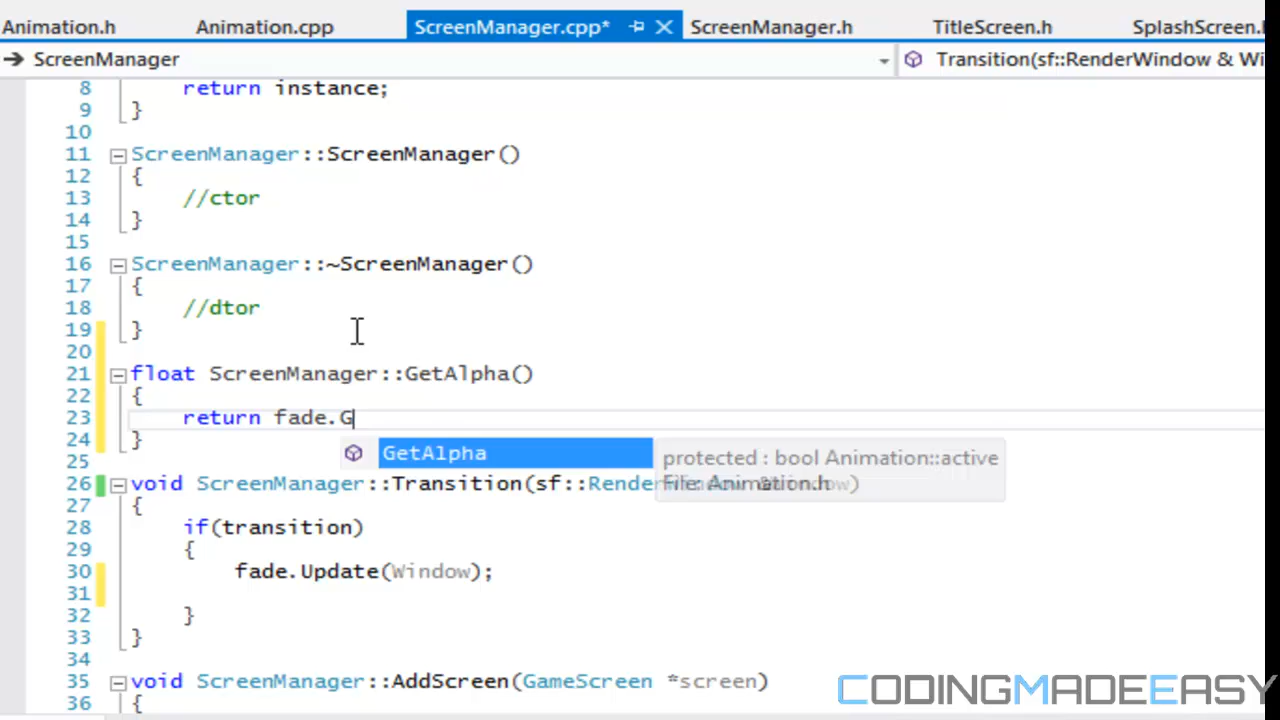 Animation.h Animation.cpp ScreenManager.cpp* ScreenManager.h TitleScreen.h SplashScreen.h
ScreenManager Transition(sf::RenderWindow & Wi
8 return instance;
9 }
10
11 ScreenManager::ScreenManager()
12 {
13 //ctor
14 }
15
16 ScreenManager::~ScreenManager()
17 {
18 //dtor
19 }
20
21 float ScreenManager::GetAlpha()
22 {
23 return fade.G
24 }
GetAlpha
protected : bool Animation::active
File: Animation.h
25
26 void ScreenManager::Transition(sf::Render
27 {
28 if(transition)
29 {
30 fade.Update(Window);
31
32 }
33 }
34
35 void ScreenManager::AddScreen(GameScreen *screen)
36 {
CODINGMADEEASY